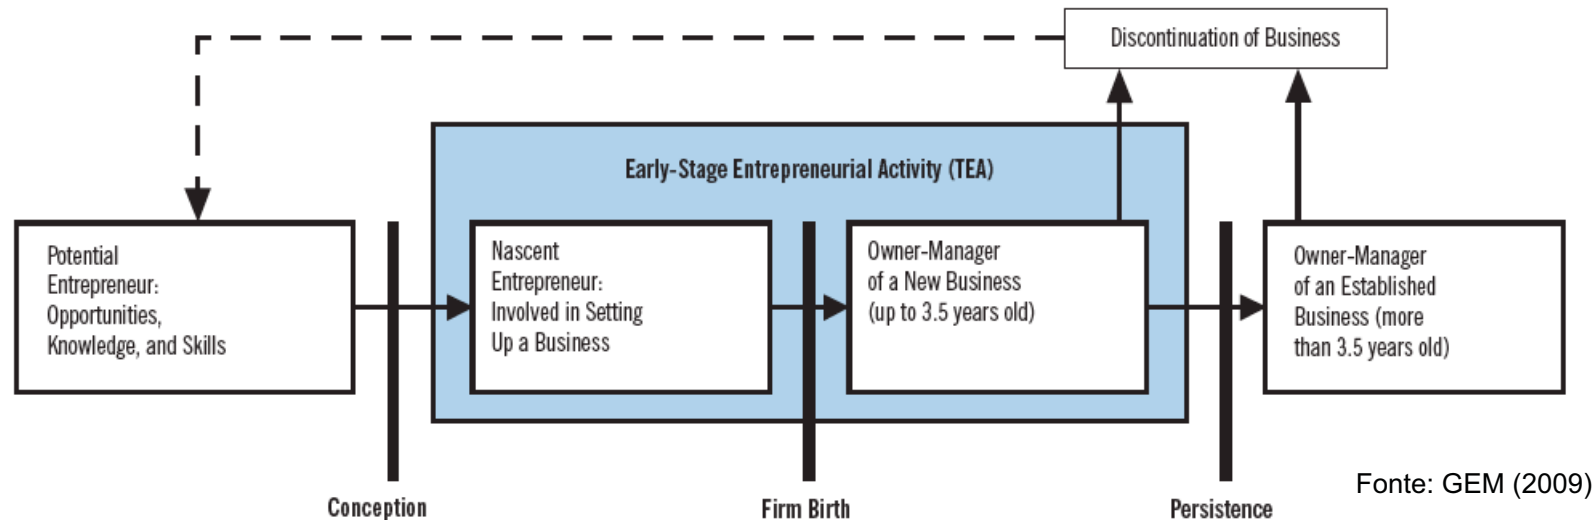 Discontinuation of Business
Early-Stage Entrepreneurial Activity (TEA)
Potential
Entrepreneur:
Opportunities,
Knowledge, and Skills
Nascent
Entrepreneur:
Involved in Setting
Up a Business
Owner-Manager
of a New Business
(up to 3.5 years old)
Owner-Manager
of an Established
Business (more
than 3.5 years old)
Conception
Firm Birth
Persistence
Fonte: GEM (2009)